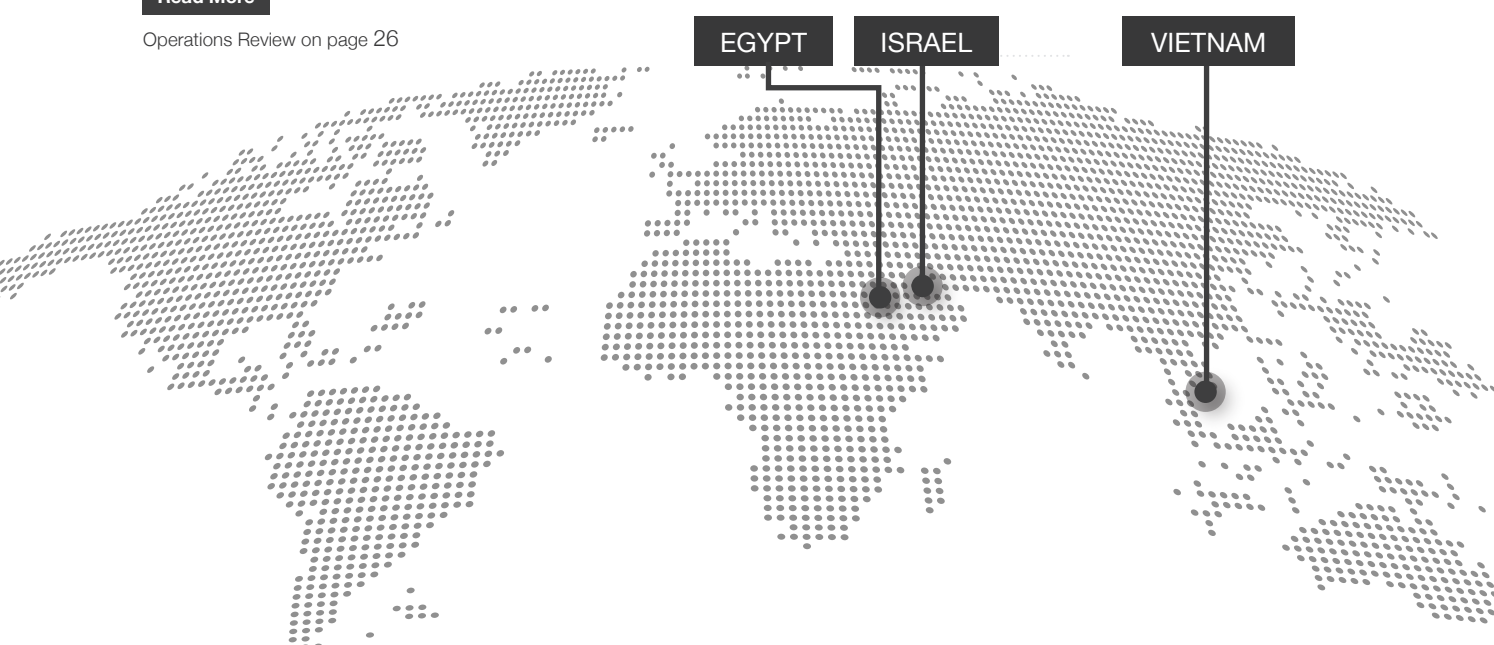 Read More
Operations Review on page 26
EGYPT
ISRAEL
VIETNAM